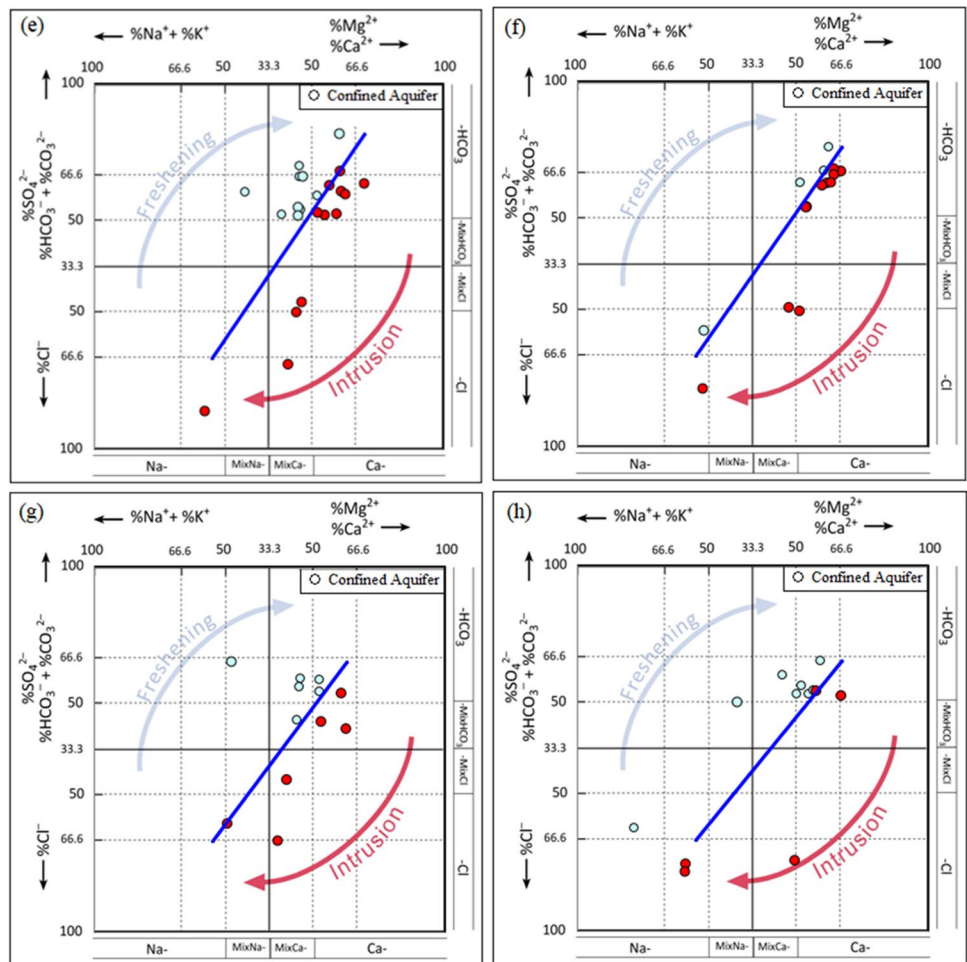 (e)
%Na⁺ + %K⁺
%Mg²⁺
%Ca²⁺
100 66.6 50 33.3 50 66.6 100
Confined Aquifer
100
66.6
50
33.3
50
66.6
100
%SO₄²⁻
%HCO₃⁻ + %CO₃²⁻
%Cl⁻
Freshening
Intrusion
-HCO₃
-MixHCO₃
-MixCl
-Cl
Na- MixNa- MixCa- Ca-
(f)
%Na⁺ + %K⁺
%Mg²⁺
%Ca²⁺
100 66.6 50 33.3 50 66.6 100
Confined Aquifer
100
66.6
50
33.3
50
66.6
100
%SO₄²⁻
%HCO₃⁻ + %CO₃²⁻
%Cl⁻
Freshening
Intrusion
-HCO₃
-MixHCO₃
-MixCl
-Cl
Na- MixNa- MixCa- Ca-
(g)
%Na⁺ + %K⁺
%Mg²⁺
%Ca²⁺
100 66.6 50 33.3 50 66.6 100
Confined Aquifer
100
66.6
50
33.3
50
66.6
100
%SO₄²⁻
%HCO₃⁻ + %CO₃²⁻
%Cl⁻
Freshening
Intrusion
-HCO₃
-MixHCO₃
-MixCl
-Cl
Na- MixNa- MixCa- Ca-
(h)
%Na⁺ + %K⁺
%Mg²⁺
%Ca²⁺
100 66.6 50 33.3 50 66.6 100
Confined Aquifer
100
66.6
50
33.3
50
66.6
100
%SO₄²⁻
%HCO₃⁻ + %CO₃²⁻
%Cl⁻
Freshening
Intrusion
-HCO₃
-MixHCO₃
-MixCl
-Cl
Na- MixNa- MixCa- Ca-